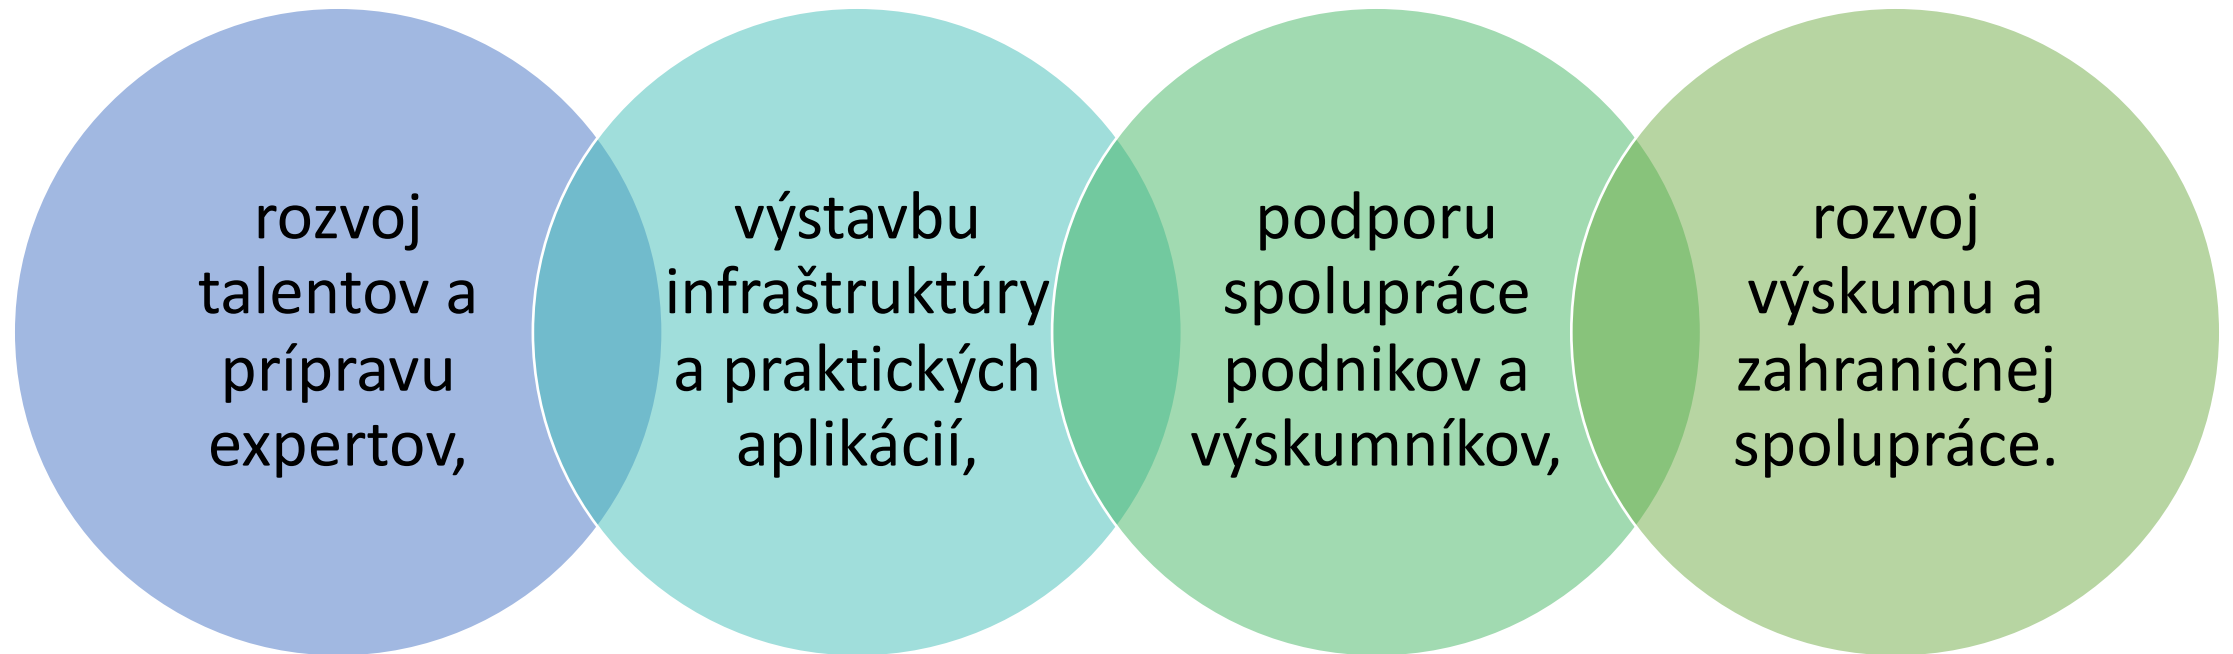 rozvoj
talentov a
prípravu
expertov,
výstavbu
infraštruktúry
a praktických
aplikácií,
podporu
spolupráce
podnikov a
výskumníkov,
rozvoj
výskumu a
zahraničnej
spolupráce.